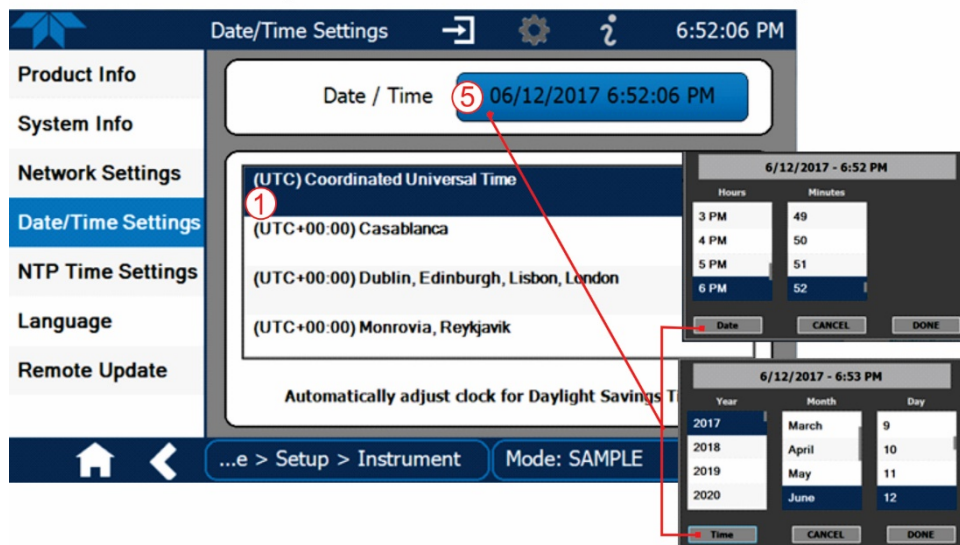 Date/Time Settings
6:52:06 PM
Product Info
System Info
Network Settings
Date/Time Settings
NTP Time Settings
Language
Remote Update
Date / Time
5
06/12/2017 6:52:06 PM
(UTC) Coordinated Universal Time
1
(UTC+00:00) Casablanca
(UTC+00:00) Dublin, Edinburgh, Lisbon, London
(UTC+00:00) Monrovia, Reykjavik
Automatically adjust clock for Daylight Savings
...e > Setup > Instrument
Mode: SAMPLE
6/12/2017 - 6:52 PM
Hours Minutes
3 PM 49
4 PM 50
5 PM 51
6 PM 52
Date CANCEL DONE
6/12/2017 - 6:53 PM
Year Month Day
2017 March 9
2018 April 10
2019 May 11
2020 June 12
Time CANCEL DONE